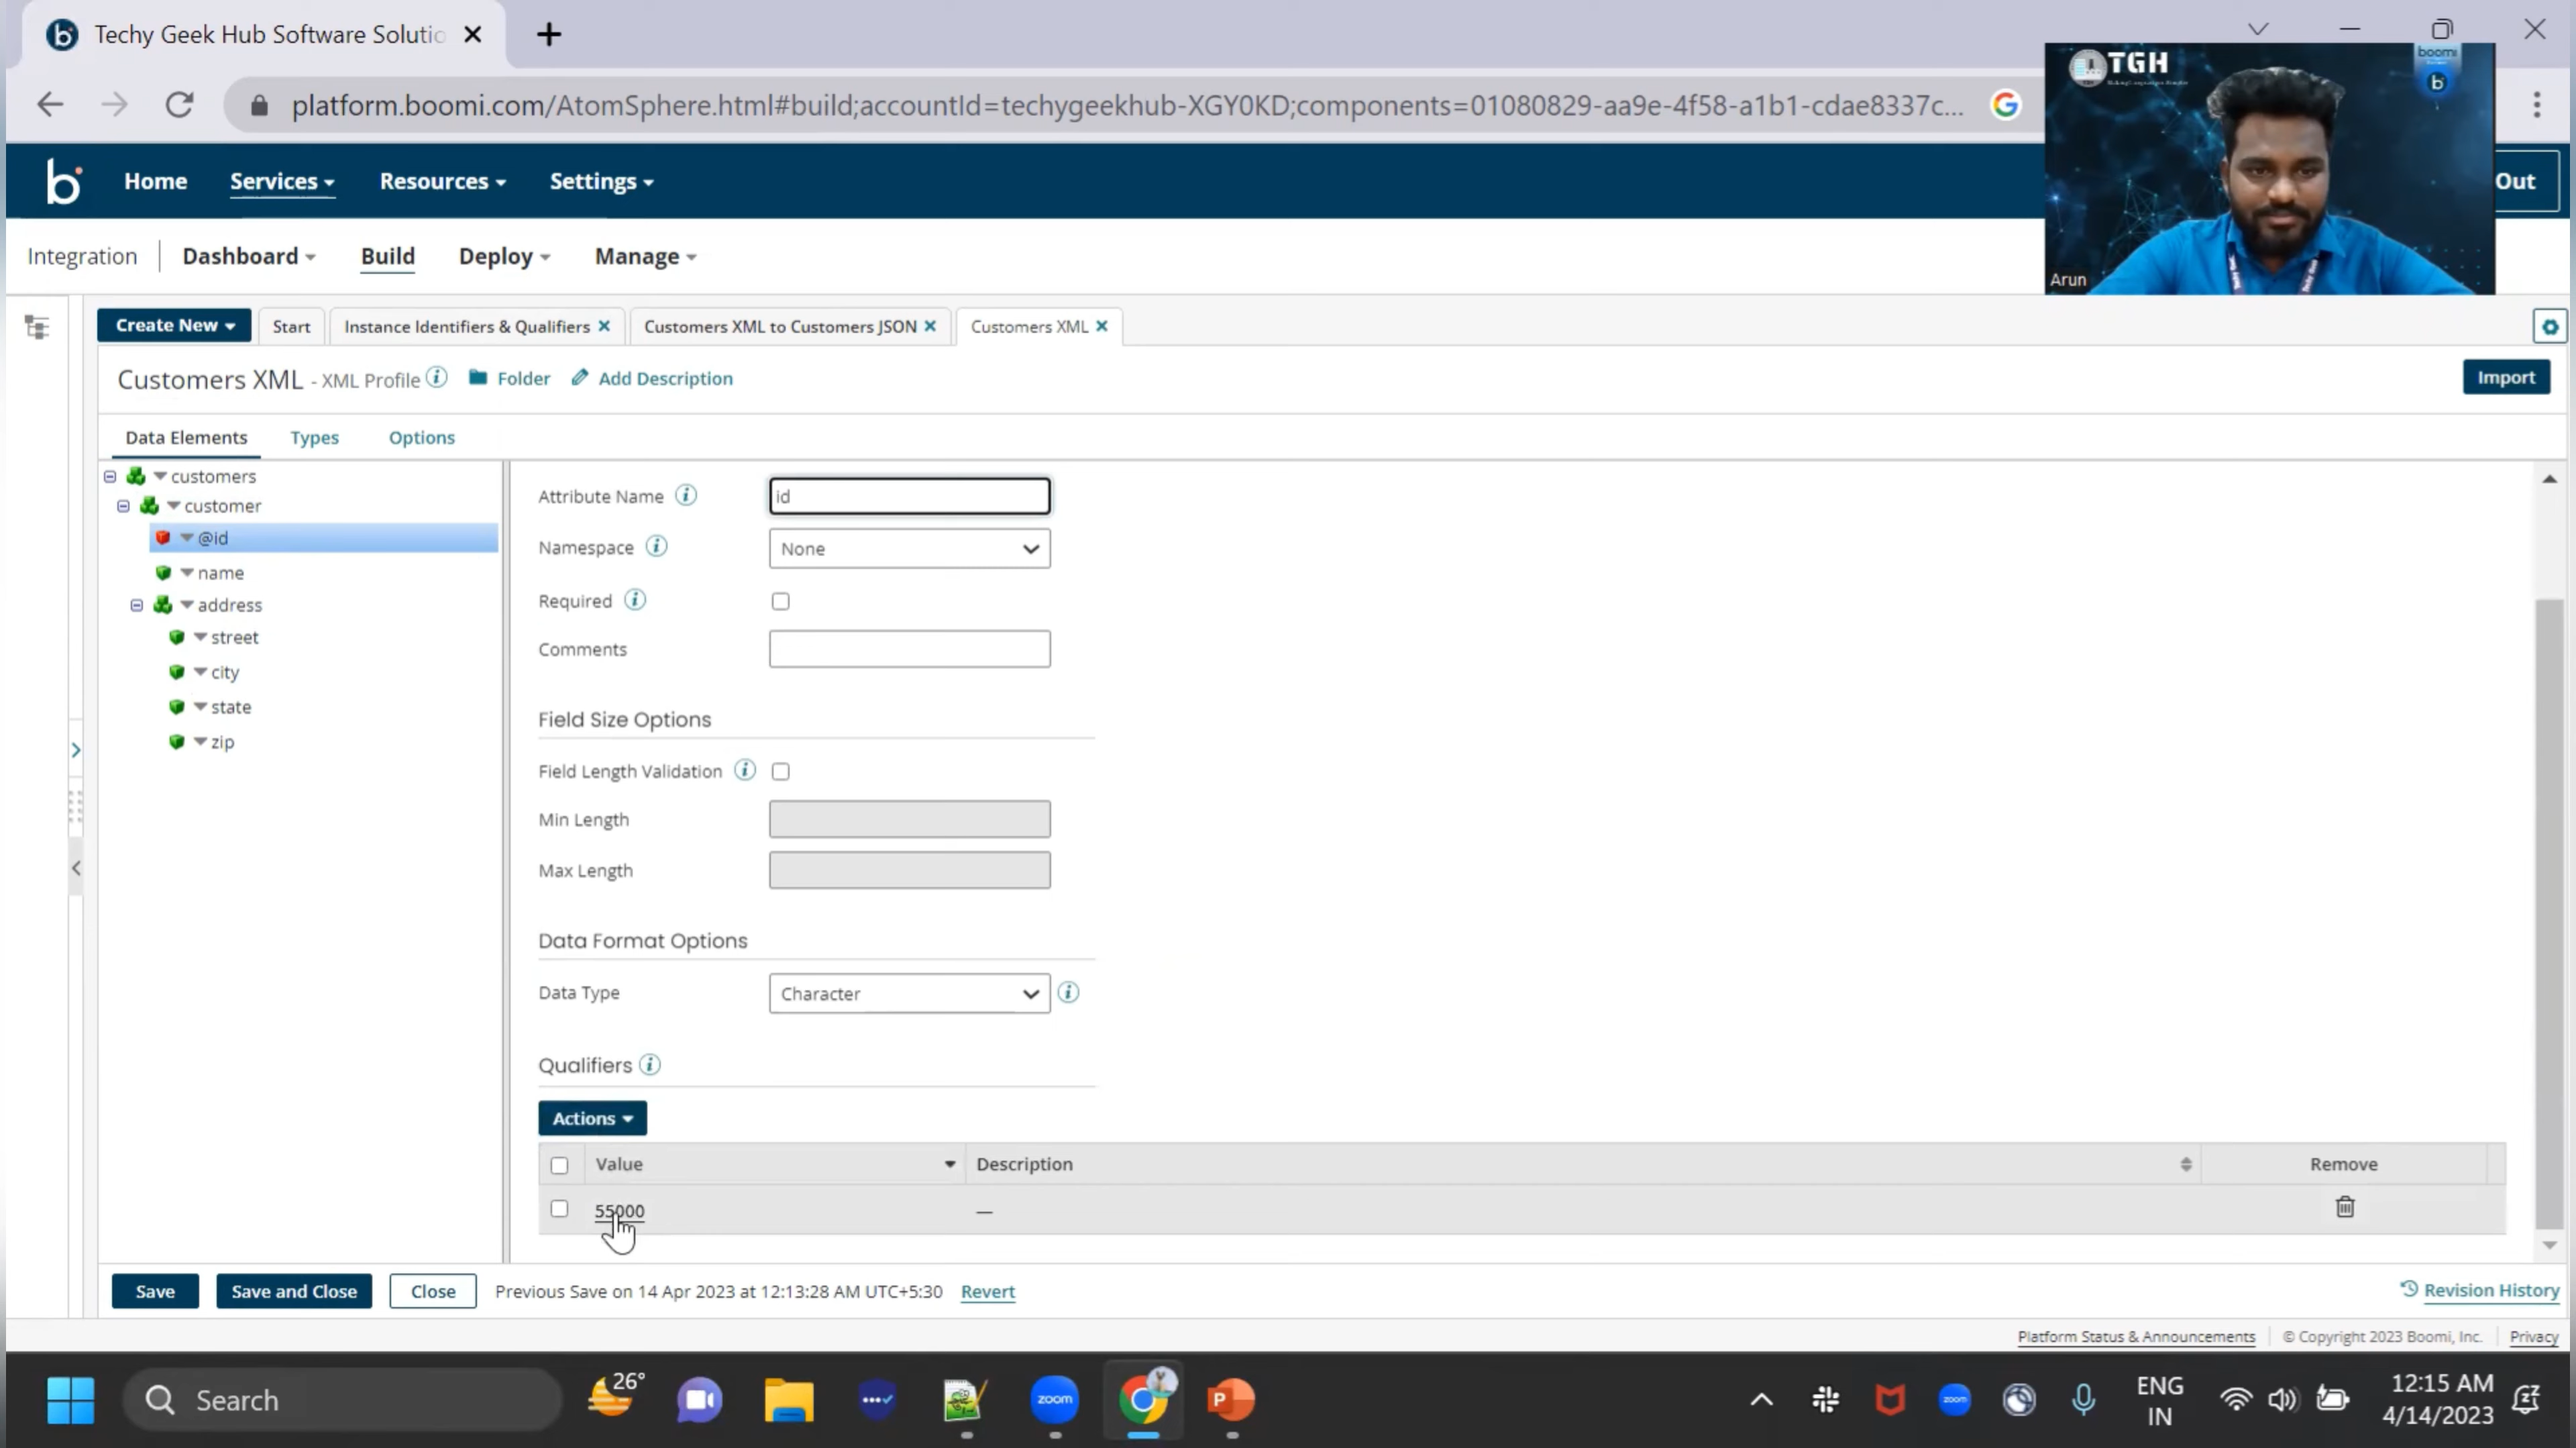 Techy Geek Hub Software Solutio
platform.boomi.com/AtomSphere.html#build;accountId=techygeekhub-XGY0KD;components=01080829-aa9e-4f58-a1b1-cdae8337c...
TGH
boomi
Arun
Home Services Resources Settings Out
Integration Dashboard Build Deploy Manage
Create New Start Instance Identifiers & Qualifiers Customers XML to Customers JSON Customers XML
Customers XML - XML Profile Folder Add Description Import
Data Elements Types Options
customers
customer
@id
name
address
street
city
state
zip
Attribute Name id
Namespace None
Required
Comments
Field Size Options
Field Length Validation
Min Length
Max Length
Data Format Options
Data Type Character
Qualifiers
Actions
Value Description Remove
55000 —
Save Save and Close Close Previous Save on 14 Apr 2023 at 12:13:28 AM UTC+5:30 Revert Revision History
Platform Status & Announcements © Copyright 2023 Boomi, Inc. Privacy
Search 26° zoom P zoom ENG IN 12:15 AM
4/14/2023